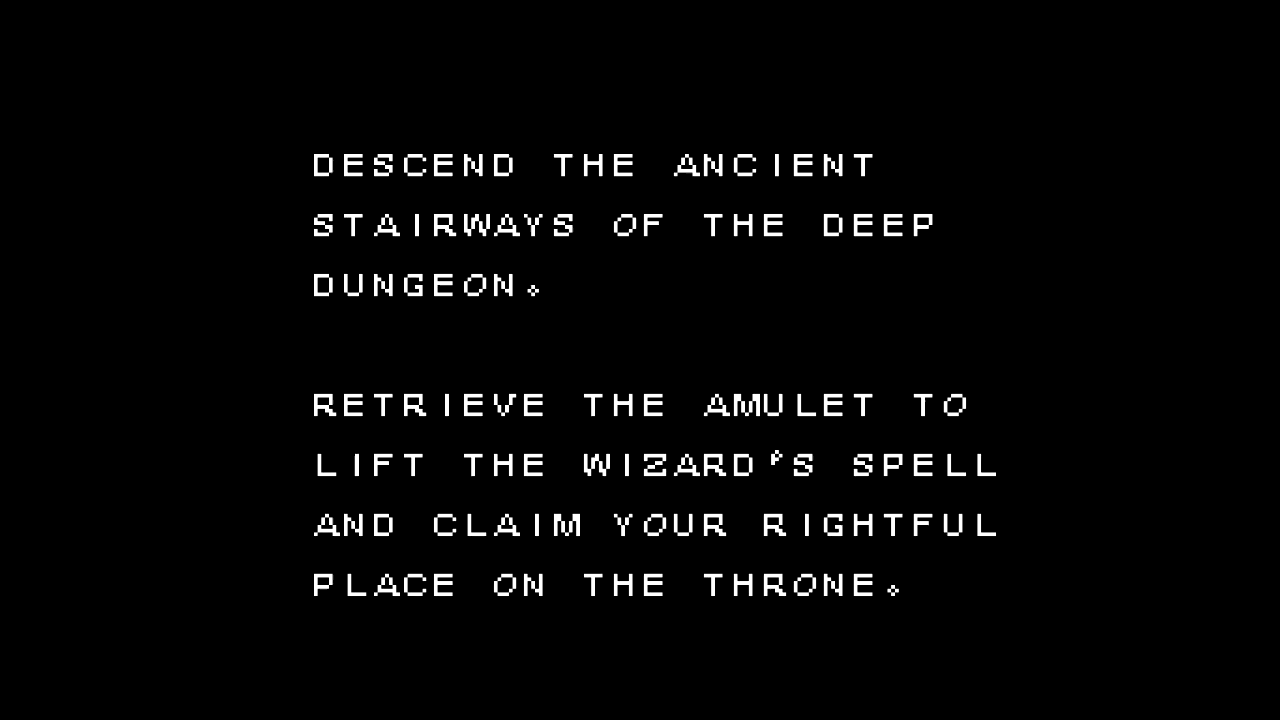 DESCEND THE ANCIENT
STAIRWAYS OF THE DEEP
DUNGEON.
RETRIEVE THE AMULET TO
LIFT THE WIZARD'S SPELL
AND CLAIM YOUR RIGHTFUL
PLACE ON THE THRONE.